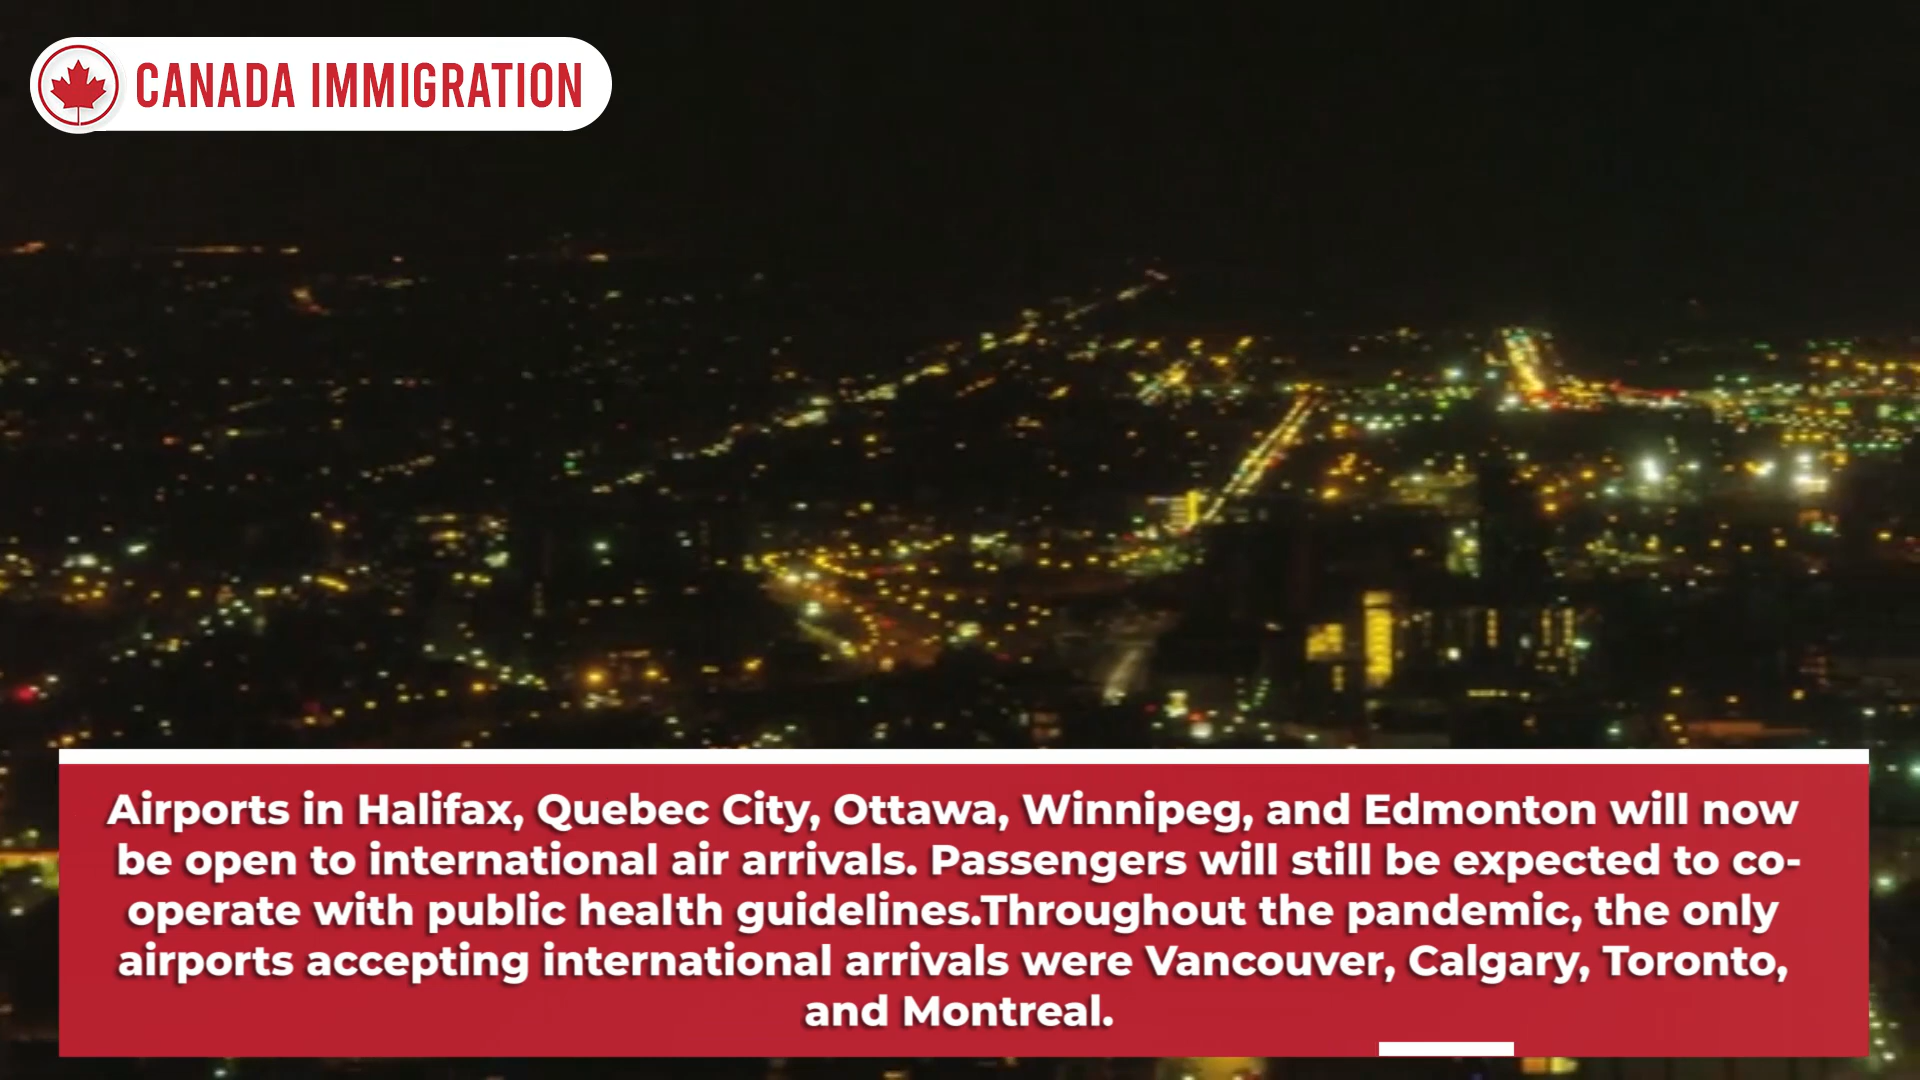 CANADA IMMIGRATION
Airports in Halifax, Quebec City, Ottawa, Winnipeg, and Edmonton will now
be open to international air arrivals. Passengers will still be expected to co-
operate with public health guidelines.Throughout the pandemic, the only
airports accepting international arrivals were Vancouver, Calgary, Toronto,
and Montreal.